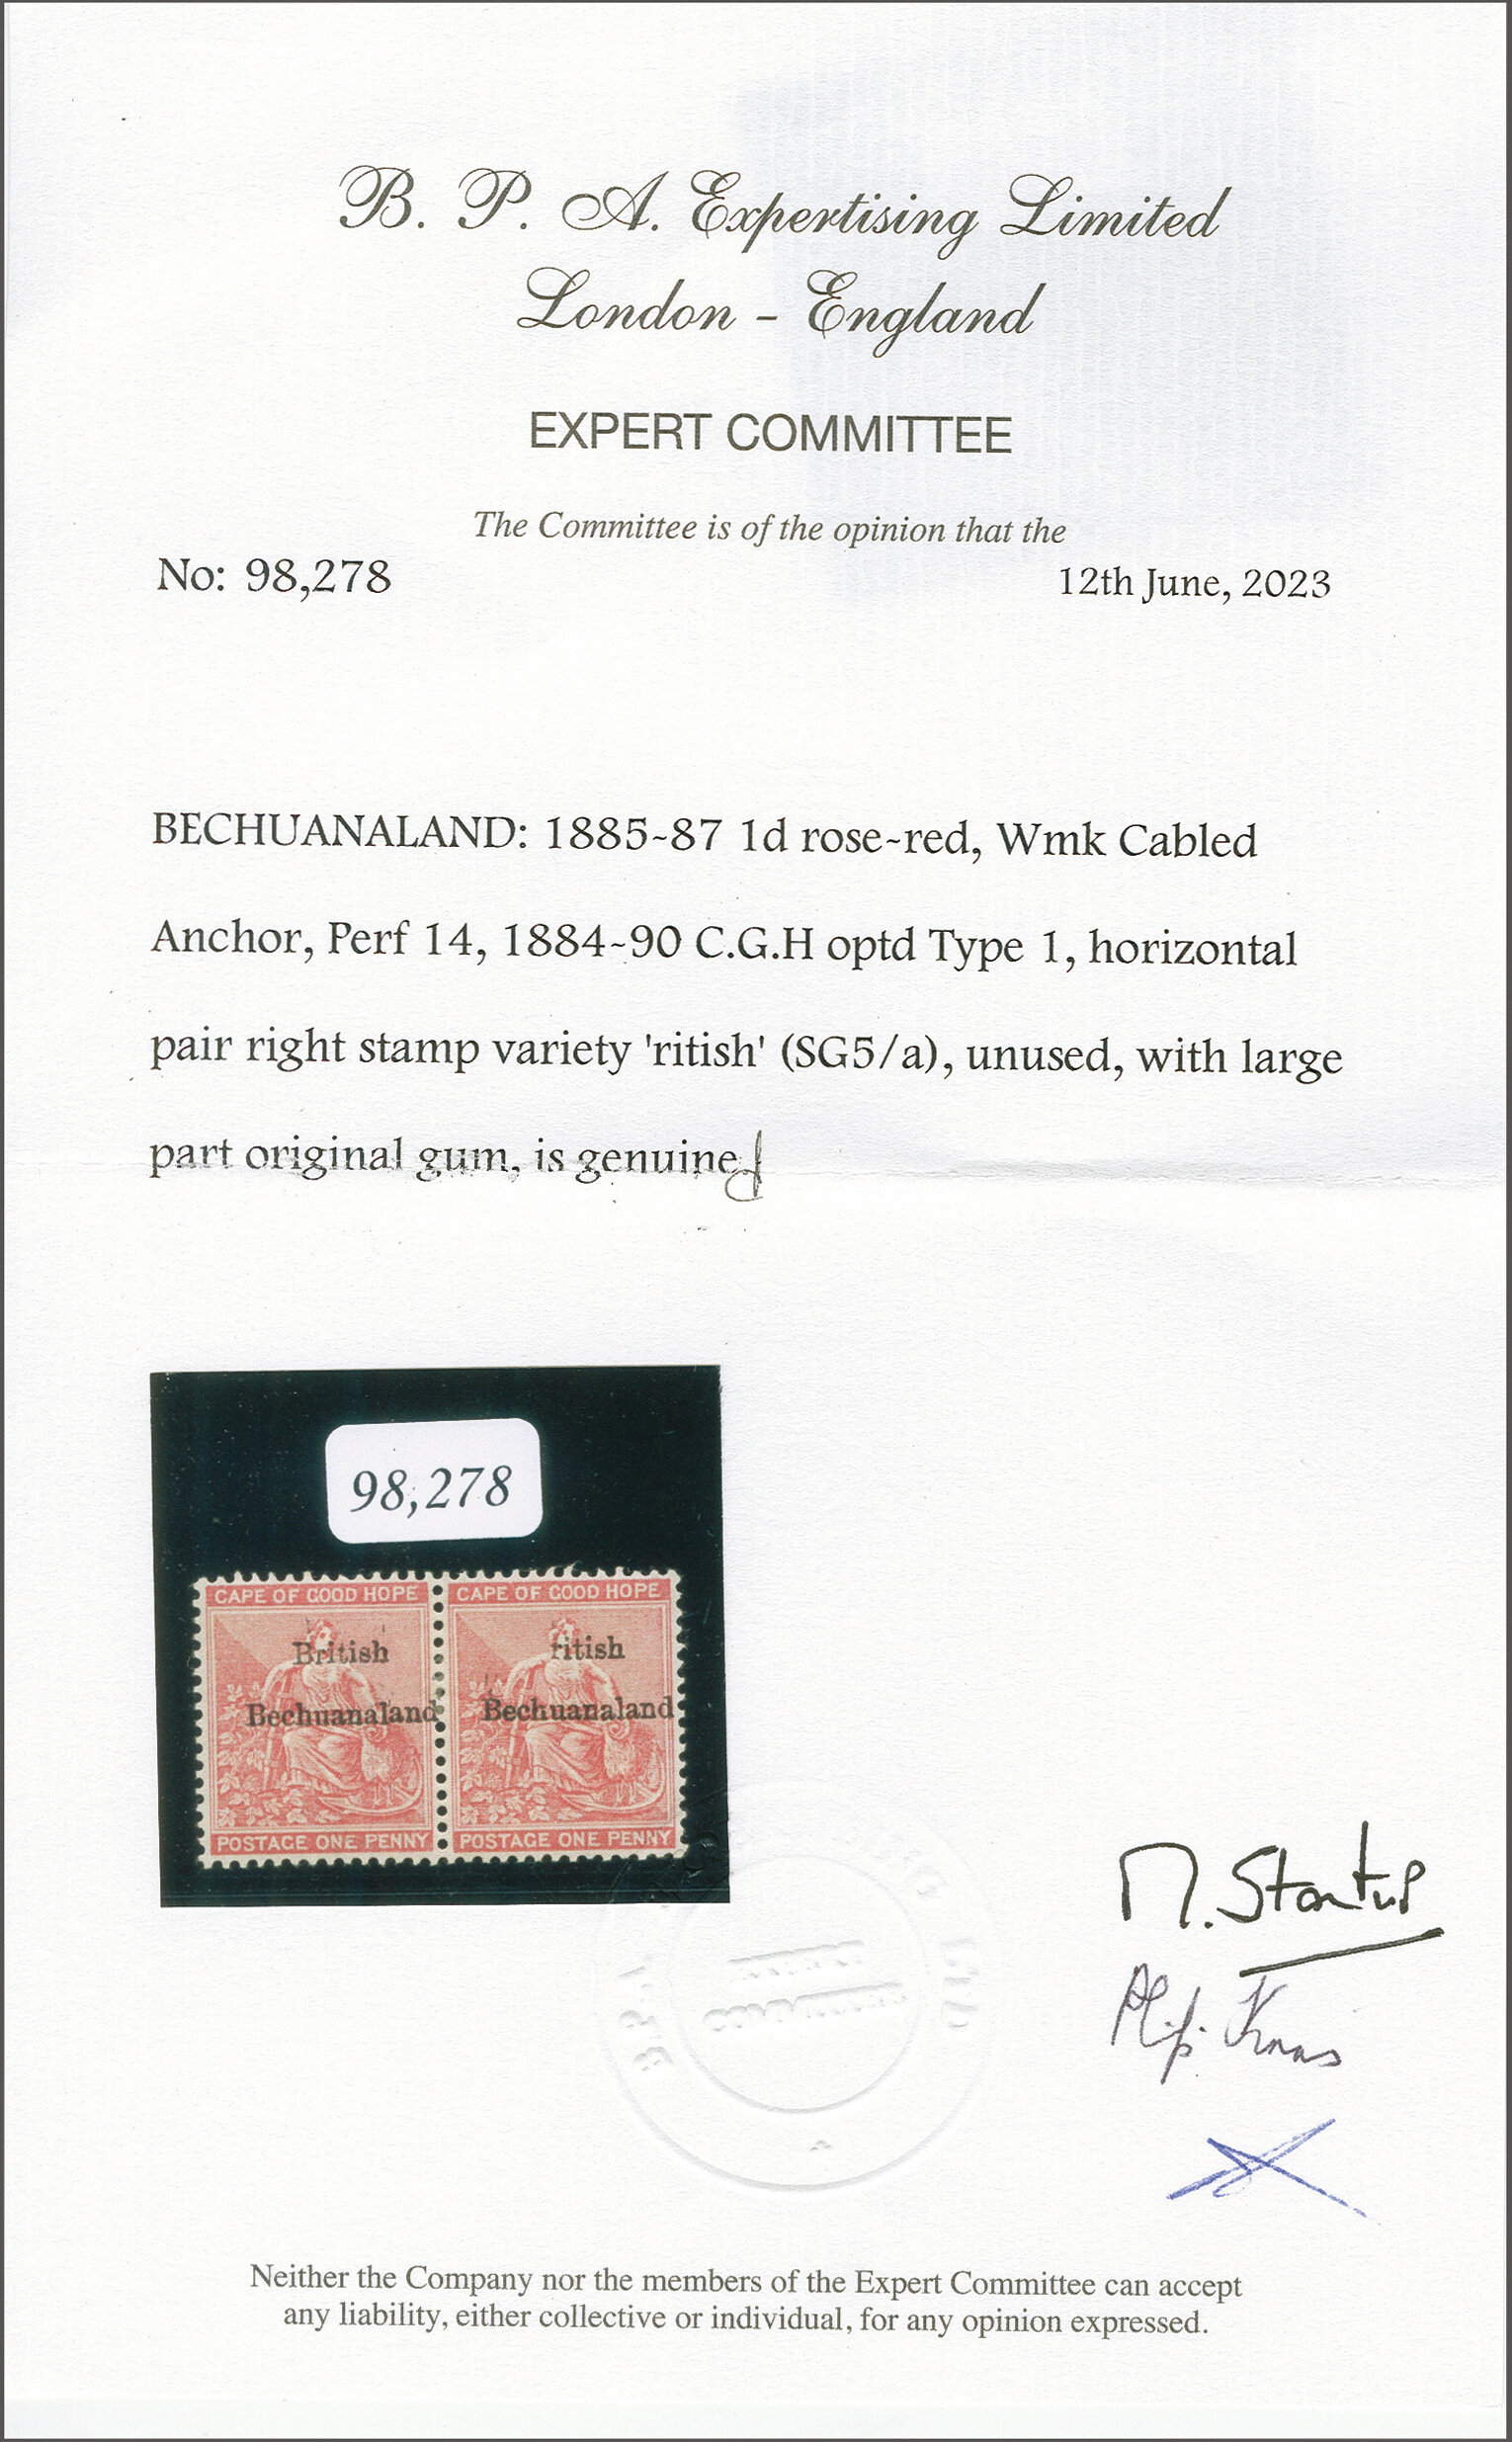 B. P. A. Expertising Limited
London - England
EXPERT COMMITTEE
The Committee is of the opinion that the
No: 98,278
12th June, 2023
BECHUANALAND: 1885~87 1d rose~red, Wmk Cabled
Anchor, Perf 14, 1884~90 C.G.H optd Type 1, horizontal
pair right stamp variety 'ritish' (SG5/a), unused, with large
part original gum, is genuine.
98,278
CAPE OF GOOD HOPE
British
Bechuanaland
POSTAGE ONE PENNY
CAPE OF GOOD HOPE
ritish
Bechuanaland
POSTAGE ONE PENNY
Neither the Company nor the members of the Expert Committee can accept
any liability, either collective or individual, for any opinion expressed.